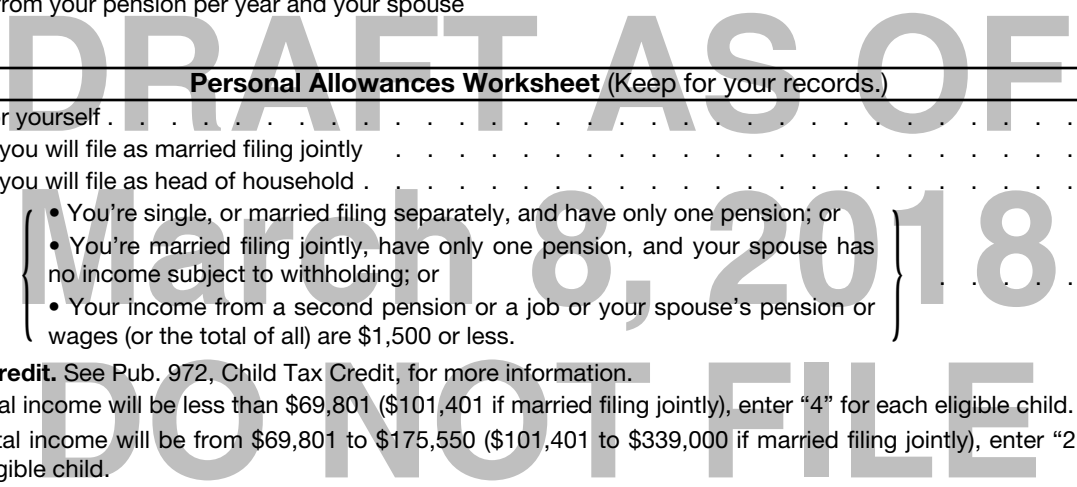 from your pension per year and your spouse
DRAFT AS OF
Personal Allowances Worksheet (Keep for your records.)
or yourself . . . . . . . . . . . . . . . . . . . . . . . . . . . . . . .
you will file as married filing jointly . . . . . . . . . . . . . . . . . . . . . .
you will file as head of household . . . . . . . . . . . . . . . . . . . . . . .
March 8, 2018
• You're single, or married filing separately, and have only one pension; or
• You're married filing jointly, have only one pension, and your spouse has
no income subject to withholding; or
• Your income from a second pension or a job or your spouse's pension or
wages (or the total of all) are $1,500 or less.
. . . . .
redit. See Pub. 972, Child Tax Credit, for more information.
DO NOT FILE
al income will be less than $69,801 ($101,401 if married filing jointly), enter “4” for each eligible child.
tal income will be from $69,801 to $175,550 ($101,401 to $339,000 if married filing jointly), enter “2
gible child.